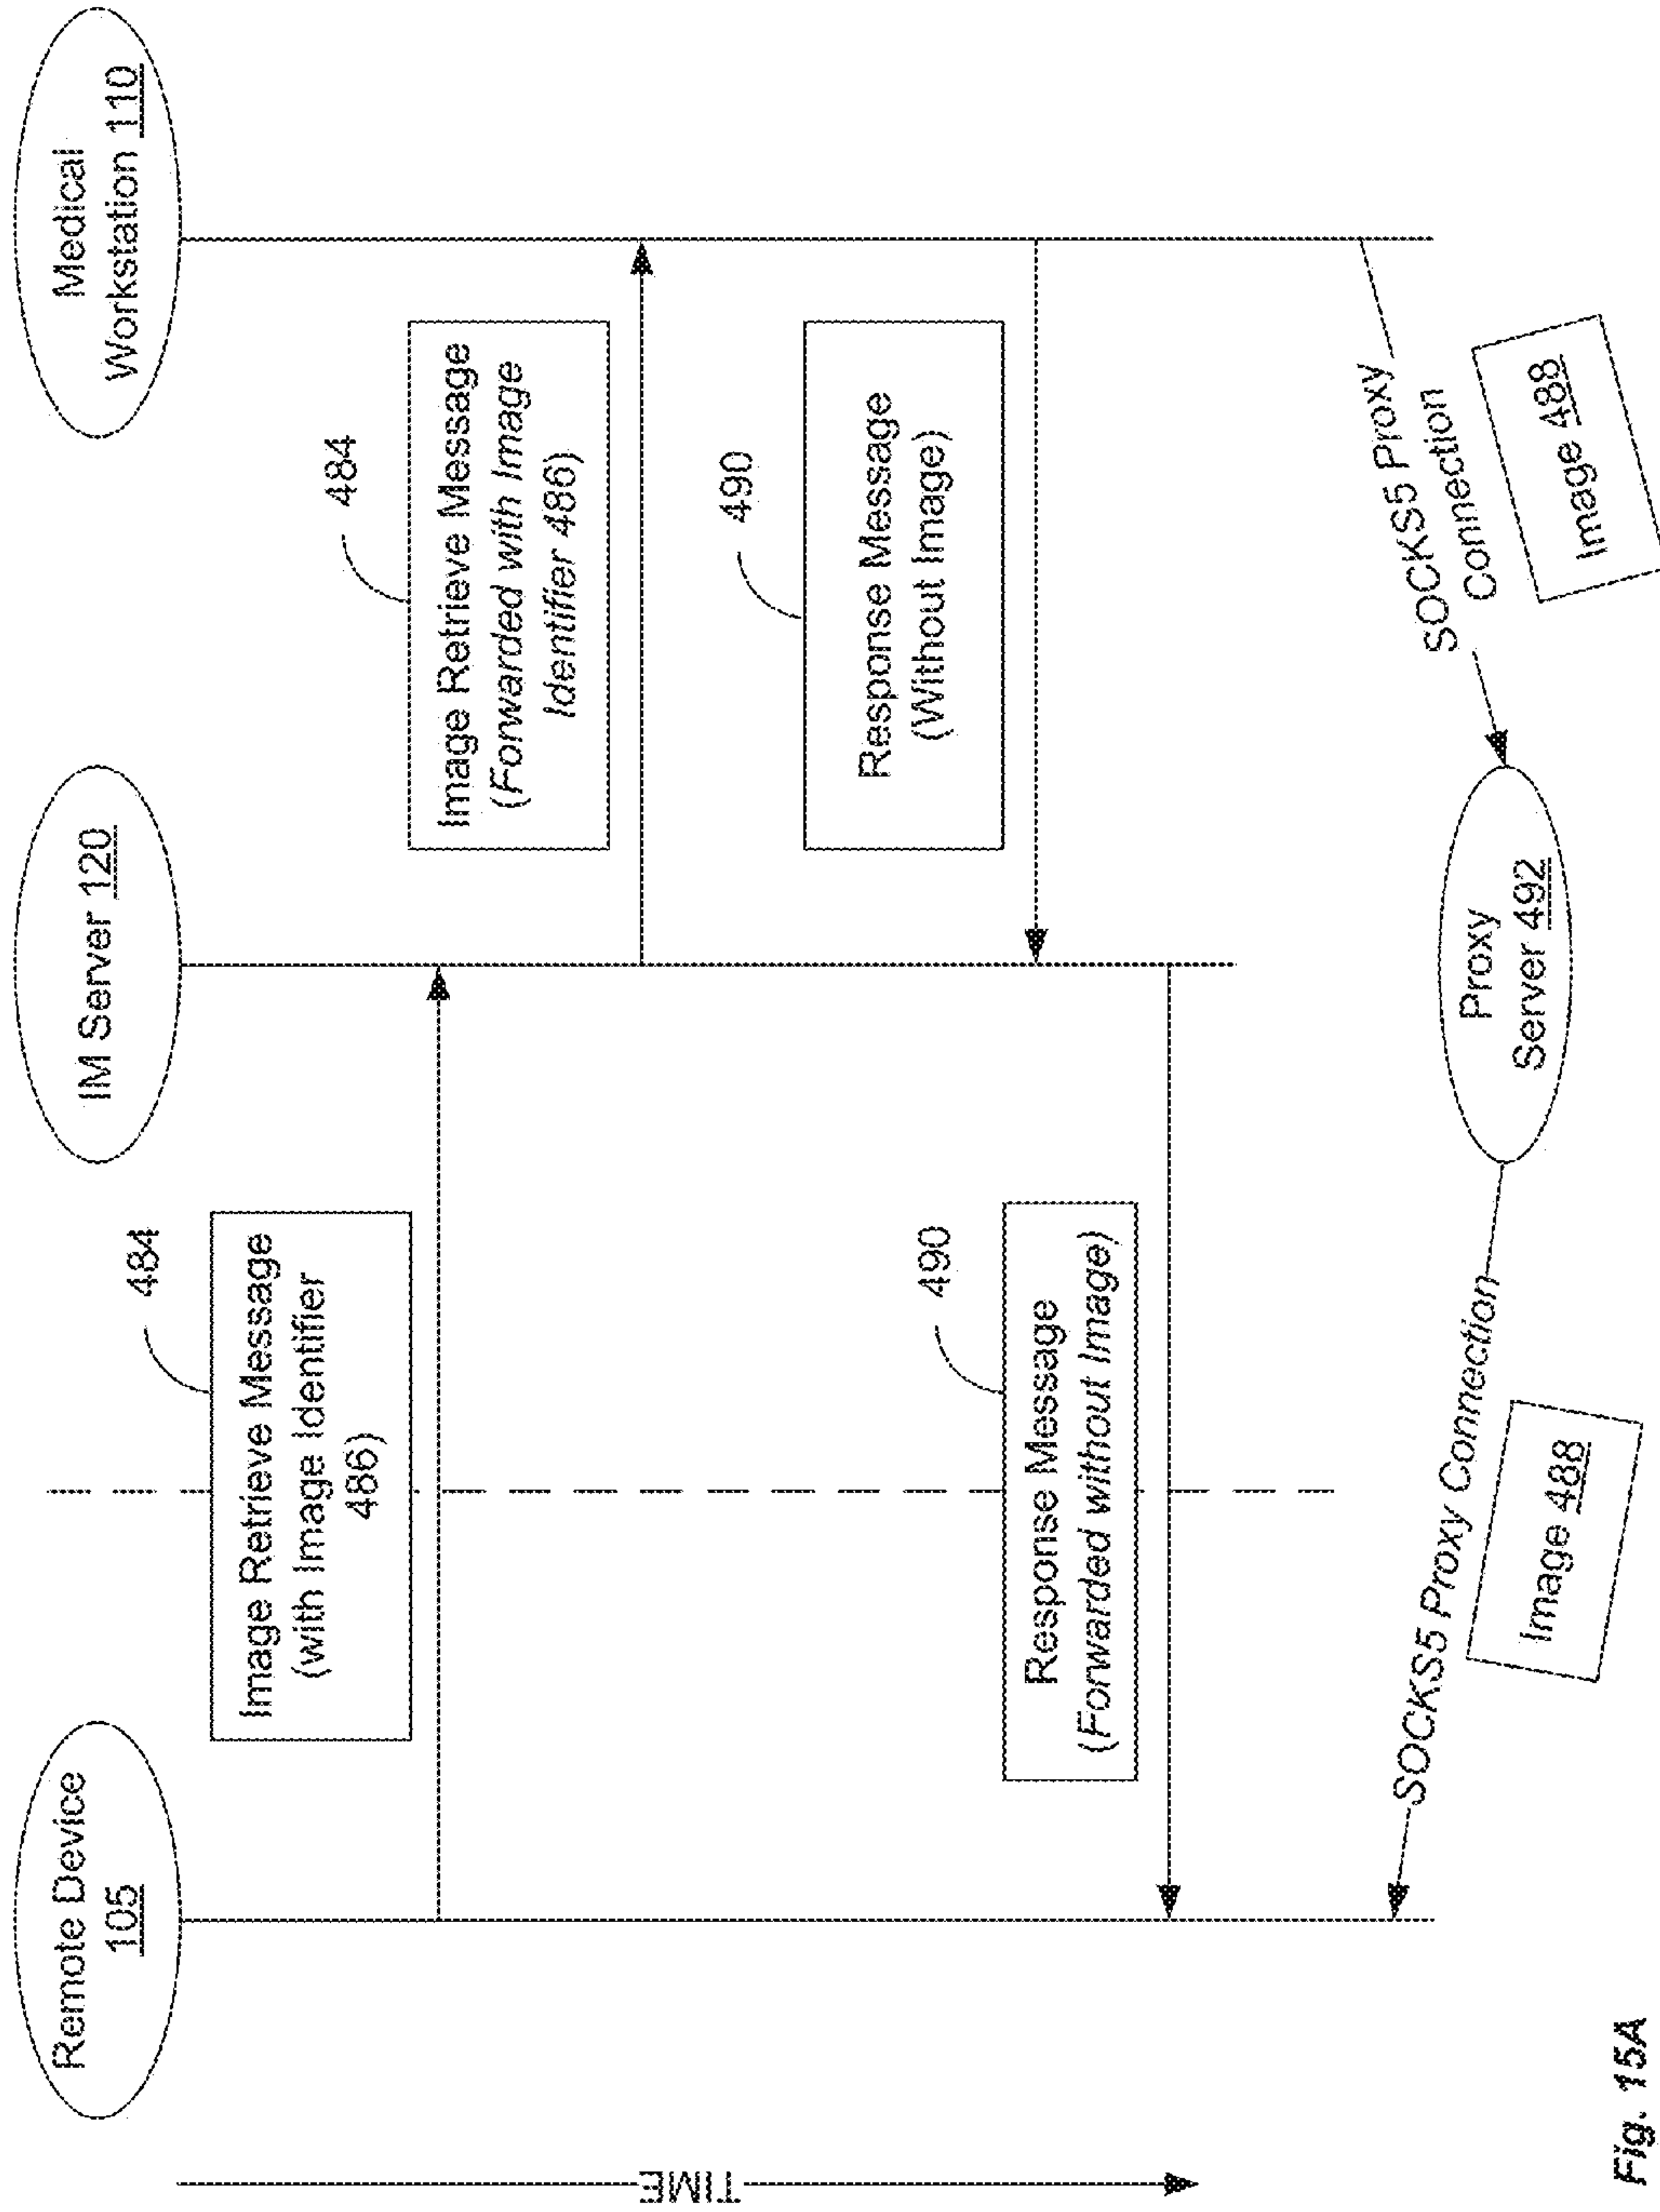 Remote Device
105
IM Server 120
Medical
Workstation 110
TIME
484
Image Retrieve Message
(with Image Identifier
486)
484
Image Retrieve Message
(Forwarded with Image
Identifier 486)
490
Response Message
(Without Image)
490
Response Message
(Forwarded without Image)
SOCKS5 Proxy
Connection
Image 488
Proxy
Server 492
SOCKS5 Proxy Connection
Image 488
Fig. 15A